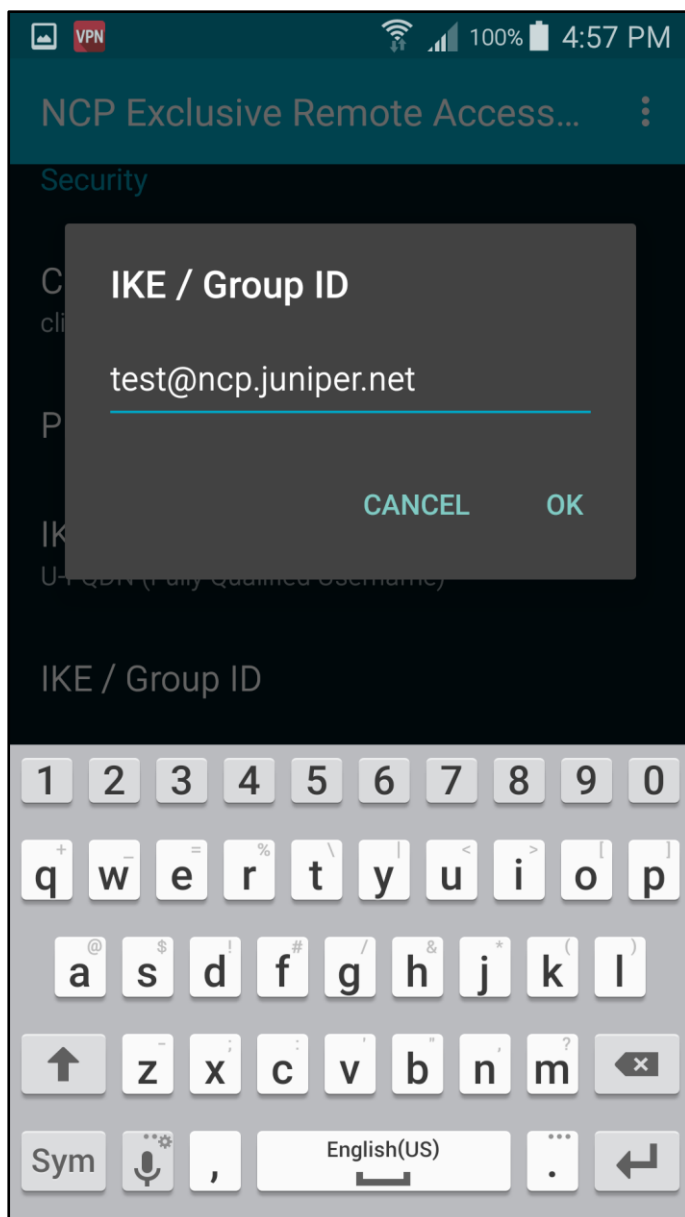 VPN 100% 4:57 PM
NCP Exclusive Remote Access...
Security
IKE / Group ID
test@ncp.juniper.net
CANCEL OK
IKE / Group ID
1 2 3 4 5 6 7 8 9 0
+ _ = % \ | < > [ ]
q w e r t y u i o p
@ $ ! # / & * ( )
a s d f g h j k l
- ; : ' " , ?
z x c v b n m
Sym , English(US) .